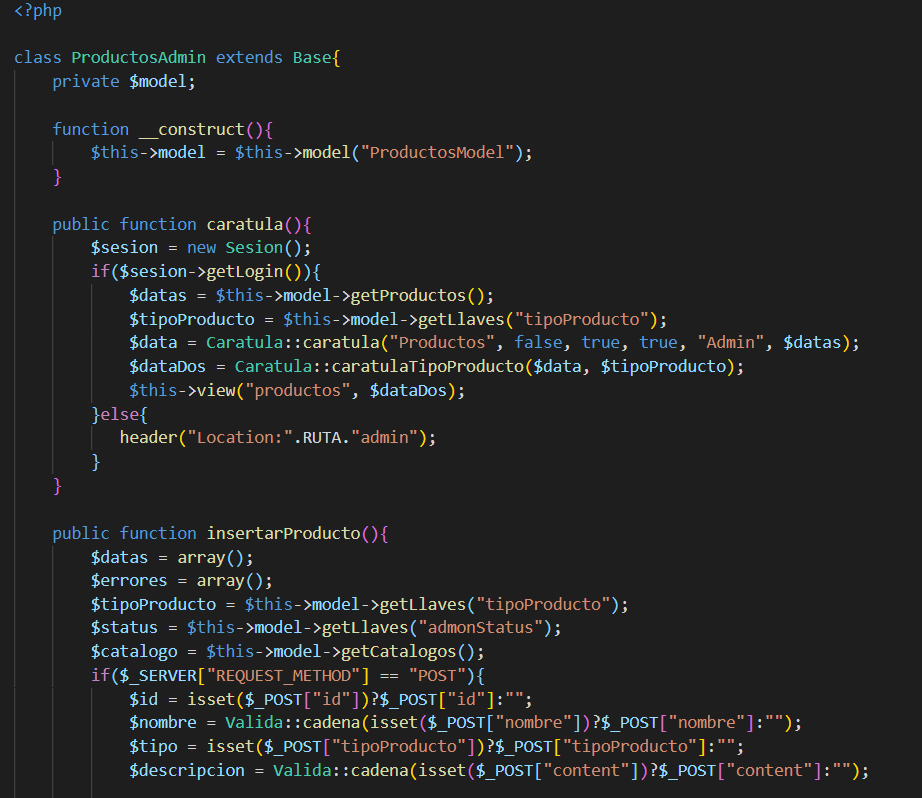 <?php
class ProductosAdmin extends Base{
    private $model;
    function __construct(){
        $this->model = $this->model("ProductosModel");
    }
    public function caratula(){
        $sesion = new Sesion();
        if($sesion->getLogin()){
            $datas = $this->model->getProductos();
            $tipoProducto = $this->model->getLlaves("tipoProducto");
            $data = Caratula::caratula("Productos", false, true, true, "Admin", $datas);
            $dataDos = Caratula::caratulaTipoProducto($data, $tipoProducto);
            $this->view("productos", $dataDos);
        }else{
           header("Location:".RUTA."admin");
        }
    }
    public function insertarProducto(){
        $datas = array();
        $errores = array();
        $tipoProducto = $this->model->getLlaves("tipoProducto");
        $status = $this->model->getLlaves("admonStatus");
        $catalogo = $this->model->getCatalogos();
        if($_SERVER["REQUEST_METHOD"] == "POST"){
            $id = isset($_POST["id"])?$_POST["id"]:"";
            $nombre = Valida::cadena(isset($_POST["nombre"])?$_POST["nombre"]:"");
            $tipo = isset($_POST["tipoProducto"])?$_POST["tipoProducto"]:"";
            $descripcion = Valida::cadena(isset($_POST["content"])?$_POST["content"]:"");